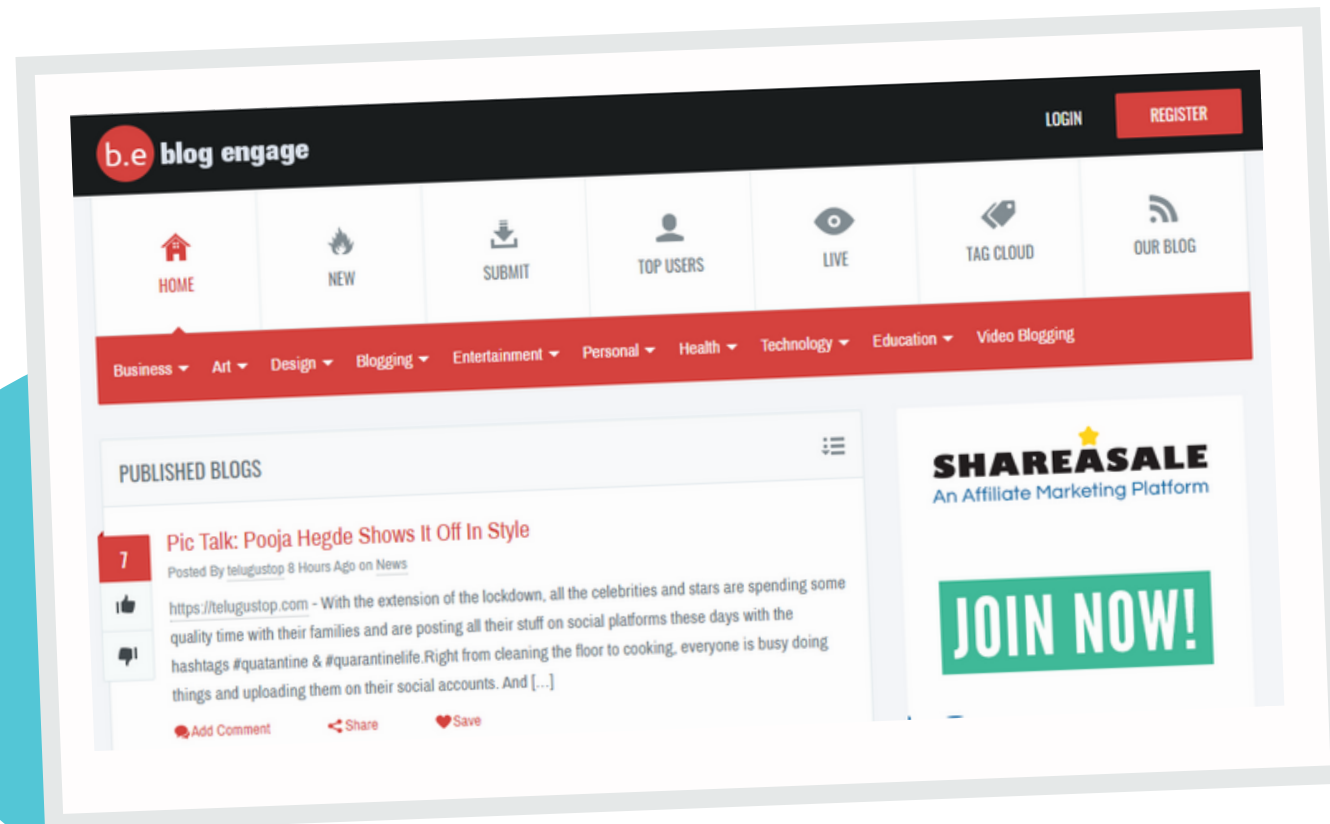 b.e blog engage
LOGIN
REGISTER
HOME
NEW
SUBMIT
TOP USERS
LIVE
TAG CLOUD
OUR BLOG
Business Art Design Blogging Entertainment Personal Health Technology Education Video Blogging
PUBLISHED BLOGS
7
Pic Talk: Pooja Hegde Shows It Off In Style
Posted By telugustop 8 Hours Ago on News
https://telugustop.com - With the extension of the lockdown, all the celebrities and stars are spending some
quality time with their families and are posting all their stuff on social platforms these days with the
hashtags #quatantine & #quarantinelife.Right from cleaning the floor to cooking, everyone is busy doing
things and uploading them on their social accounts. And [...]
Add Comment
Share
Save
SHAREASALE
An Affiliate Marketing Platform
JOIN NOW!